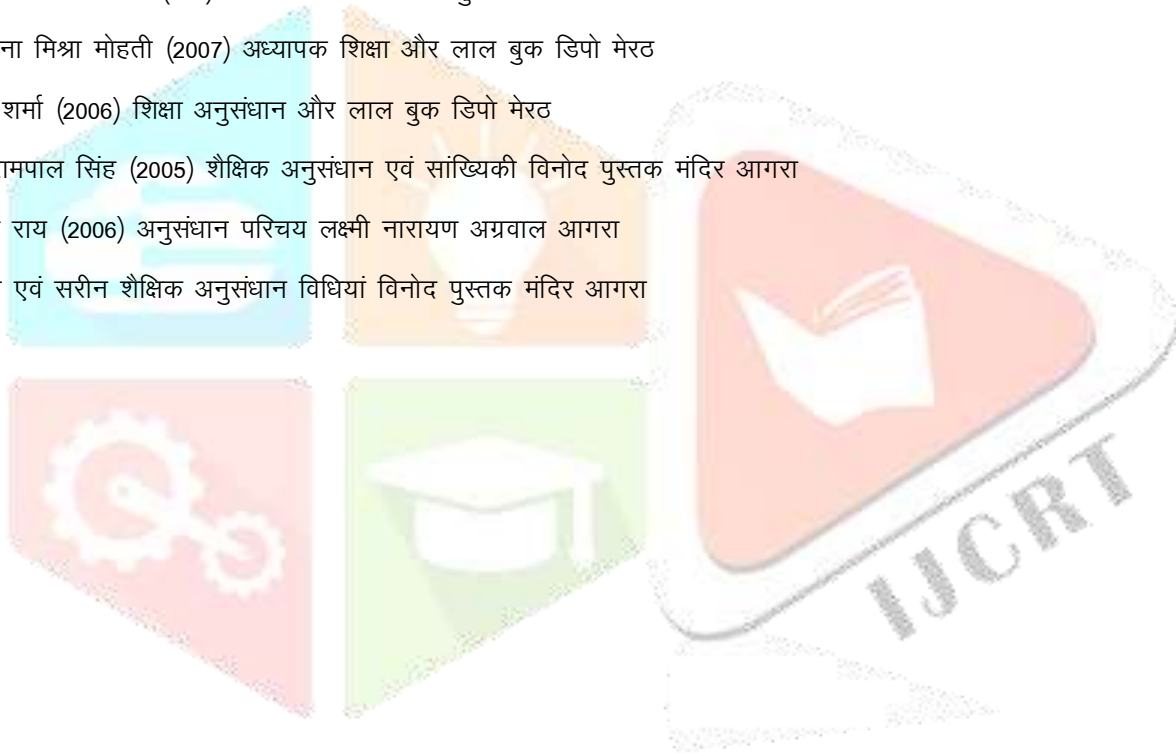 ना मिश्रा मोहती (2007) अध्यापक शिक्षा और लाल बुक डिपो मेरठ
शर्मा (2006) शिक्षा अनुसंधान और लाल बुक डिपो मेरठ
ामपाल सिंह (2005) शैक्षिक अनुसंधान एवं सांख्यिकी विनोद पुस्तक मंदिर आगरा
राय (2006) अनुसंधान परिचय लक्ष्मी नारायण अग्रवाल आगरा
एवं सरीन शैक्षिक अनुसंधान विधियां विनोद पुस्तक मंदिर आगरा
IJCRT